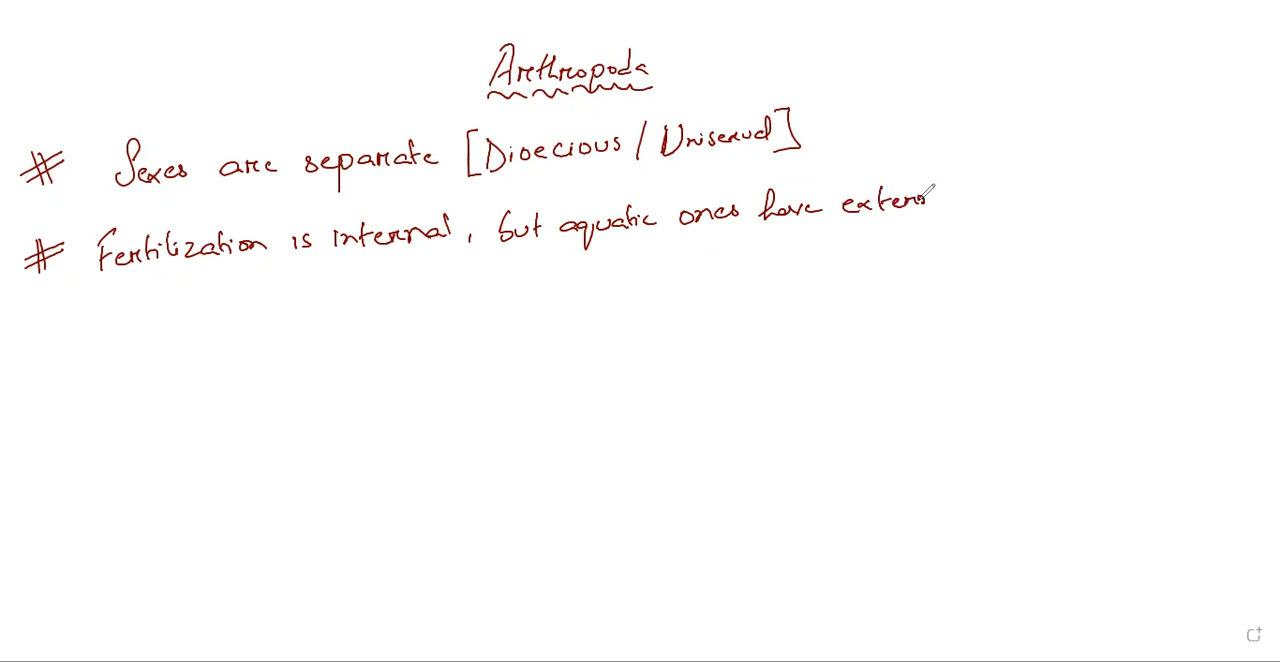 Arthropoda
# Sexes are separate [Dioecious / Unisexual]
# Fertilization is internal, but aquatic ones have extern